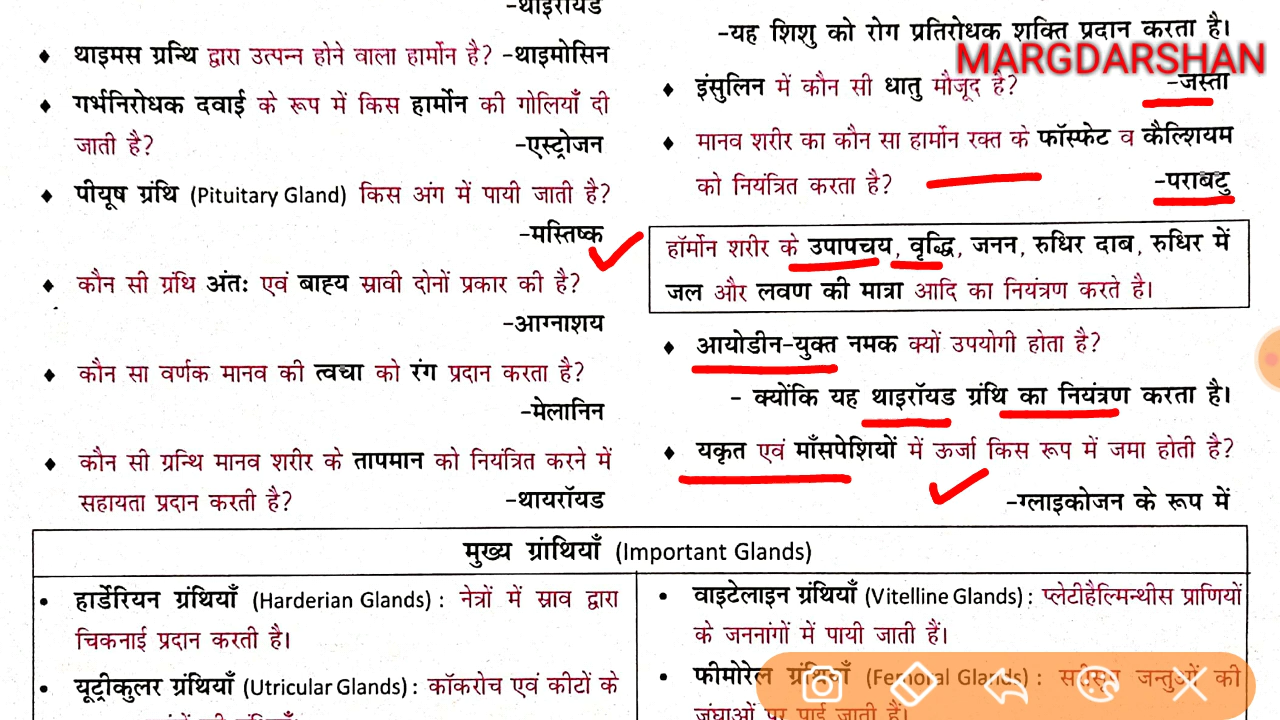 -थाइरॉयड
♦ थाइमस ग्रन्थि द्वारा उत्पन्न होने वाला हार्मोन है? -थाइमोसिन
♦ गर्भनिरोधक दवाई के रूप में किस हार्मोन की गोलियाँ दी
जाती है? -एस्ट्रोजन
♦ पीयूष ग्रंथि (Pituitary Gland) किस अंग में पायी जाती है?
-मस्तिष्क
♦ कौन सी ग्रंथि अंतः एवं बाह्य स्रावी दोनों प्रकार की है?
-आग्नाशय
♦ कौन सा वर्णक मानव की त्वचा को रंग प्रदान करता है?
-मेलानिन
♦ कौन सी ग्रन्थि मानव शरीर के तापमान को नियंत्रित करने में
सहायता प्रदान करती है? -थायरॉयड
-यह शिशु को रोग प्रतिरोधक शक्ति प्रदान करता है।
MARGDARSHAN
♦ इंसुलिन में कौन सी धातु मौजूद है? -जस्ता
♦ मानव शरीर का कौन सा हार्मोन रक्त के फॉस्फेट व कैल्शियम
को नियंत्रित करता है? -पराबटु
हॉर्मोन शरीर के उपापचय, वृद्धि, जनन, रुधिर दाब, रुधिर में
जल और लवण की मात्रा आदि का नियंत्रण करते है।
♦ आयोडीन-युक्त नमक क्यों उपयोगी होता है?
- क्योंकि यह थाइरॉयड ग्रंथि का नियंत्रण करता है।
♦ यकृत एवं माँसपेशियों में ऊर्जा किस रूप में जमा होती है?
-ग्लाइकोजन के रूप में
मुख्य ग्रांथियाँ (Important Glands)
• हार्डेरियन ग्रंथियाँ (Harderian Glands) : नेत्रों में स्राव द्वारा
चिकनाई प्रदान करती है।
• यूट्रीकुलर ग्रंथियाँ (Utricular Glands) : कॉकरोच एवं कीटों के
• वाइटेलाइन ग्रंथियाँ (Vitelline Glands) : प्लेटीहैल्मिन्थीस प्राणियों
के जननांगों में पायी जाती हैं।
• फीमोरेल ग्रंथियाँ (Femoral Glands) : सरीसृप जन्तुओं की
जंघाओं पर पाई जाती हैं।